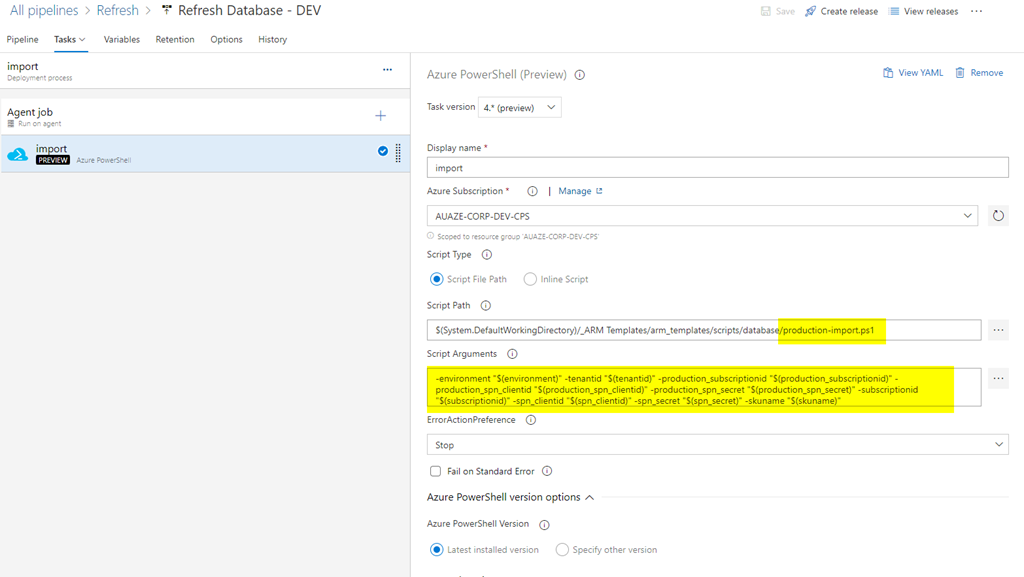 All pipelines > Refresh > Refresh Database - DEV
Save Create release View releases ...
Pipeline Tasks Variables Retention Options History
import
Deployment process
...
Agent job
Run on agent
import
PREVIEW Azure PowerShell
Azure PowerShell (Preview)
View YAML Remove
Task version 4.* (preview)
Display name *
import
Azure Subscription * | Manage
AUAZE-CORP-DEV-CPS
Scoped to resource group 'AUAZE-CORP-DEV-CPS'
Script Type
Script File Path Inline Script
Script Path
$(System.DefaultWorkingDirectory)/_ARM Templates/arm_templates/scripts/database/production-import.ps1
...
Script Arguments
-environment "$(environment)" -tenantid "$(tenantid)" -production_subscriptionid "$(production_subscriptionid)" -
production_spn_clientid "$(production_spn_clientid)" -production_spn_secret "$(production_spn_secret)" -subscriptionid
"$(subscriptionid)" -spn_clientid "$(spn_clientid)" -spn_secret "$(spn_secret)" -skuname "$(skuname)"
...
ErrorActionPreference
Stop
Fail on Standard Error
Azure PowerShell version options
Azure PowerShell Version
Latest installed version Specify other version